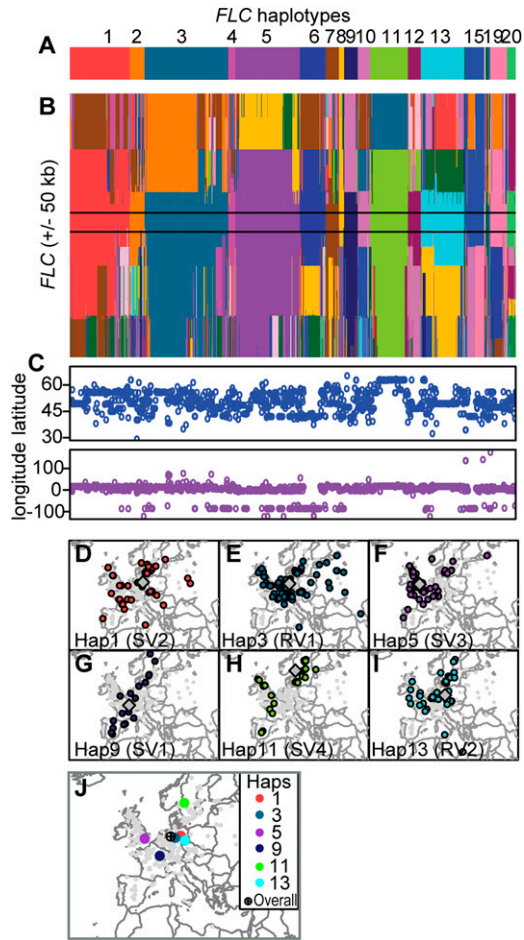 FLC haplotypes
1 2 3 4 5 6 7 8 9 10 11 12 13 15 19 20
A
B
FLC (+/- 50 kb)
C
latitude
60
45
30
longitude
100
0
-100
D
Hap1 (SV2)
E
Hap3 (RV1)
F
Hap5 (SV3)
G
Hap9 (SV1)
H
Hap11 (SV4)
I
Hap13 (RV2)
J
Haps
1
3
5
9
11
13
Overall